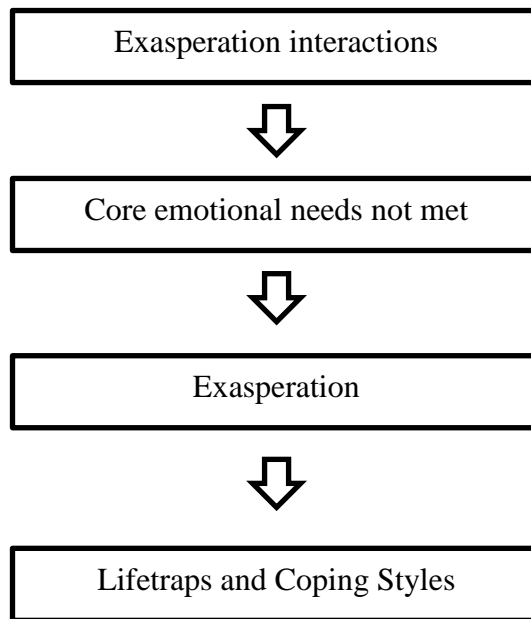 Exasperation interactions
Core emotional needs not met
Exasperation
Lifetraps and Coping Styles